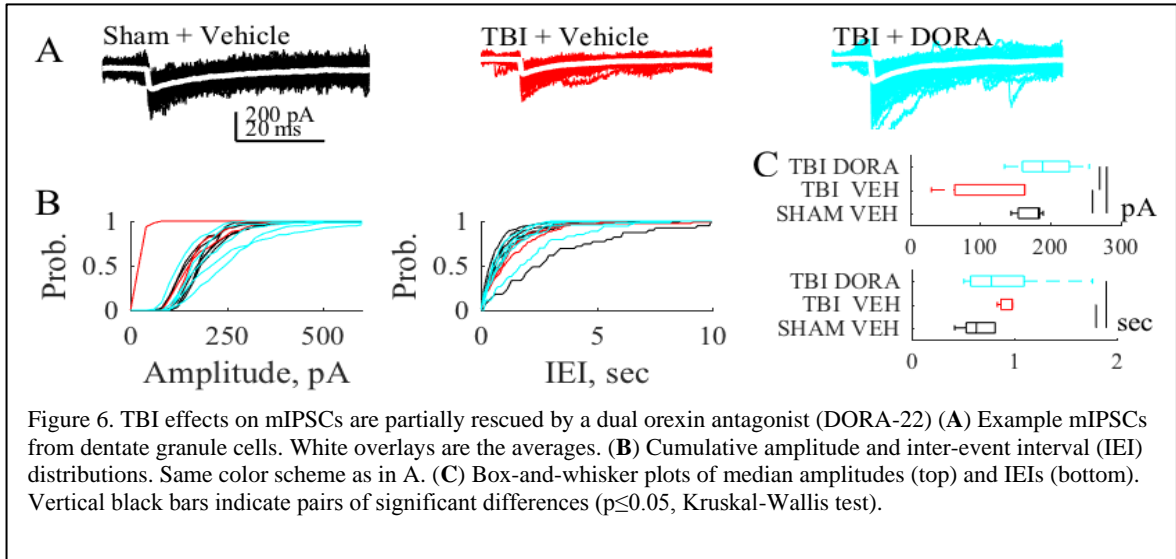 A
Sham + Vehicle
TBI + Vehicle
TBI + DORA
200 pA
20 ms
B
Prob.
1
0.5
0
0
250
500
Amplitude, pA
Prob.
1
0.5
0
0
5
10
IEI, sec
C
TBI DORA
TBI VEH
SHAM VEH
pA
0
100
200
300
TBI DORA
TBI VEH
SHAM VEH
sec
0
1
2
Figure 6. TBI effects on mIPSCs are partially rescued by a dual orexin antagonist (DORA-22) (A) Example mIPSCs
from dentate granule cells. White overlays are the averages. (B) Cumulative amplitude and inter-event interval (IEI)
distributions. Same color scheme as in A. (C) Box-and-whisker plots of median amplitudes (top) and IEIs (bottom).
Vertical black bars indicate pairs of significant differences (p≤0.05, Kruskal-Wallis test).